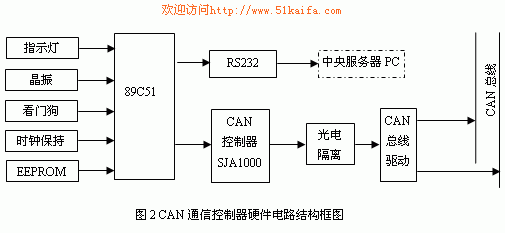 欢迎访问http://www.51kaifa.com
指示灯
晶振
看门狗
时钟保持
EEPROM
89C51
RS232
中央服务器 PC
CAN
控制器
SJA1000
光电
隔离
CAN
总线
驱动
CAN 总线
图 2 CAN 通信控制器硬件电路结构框图